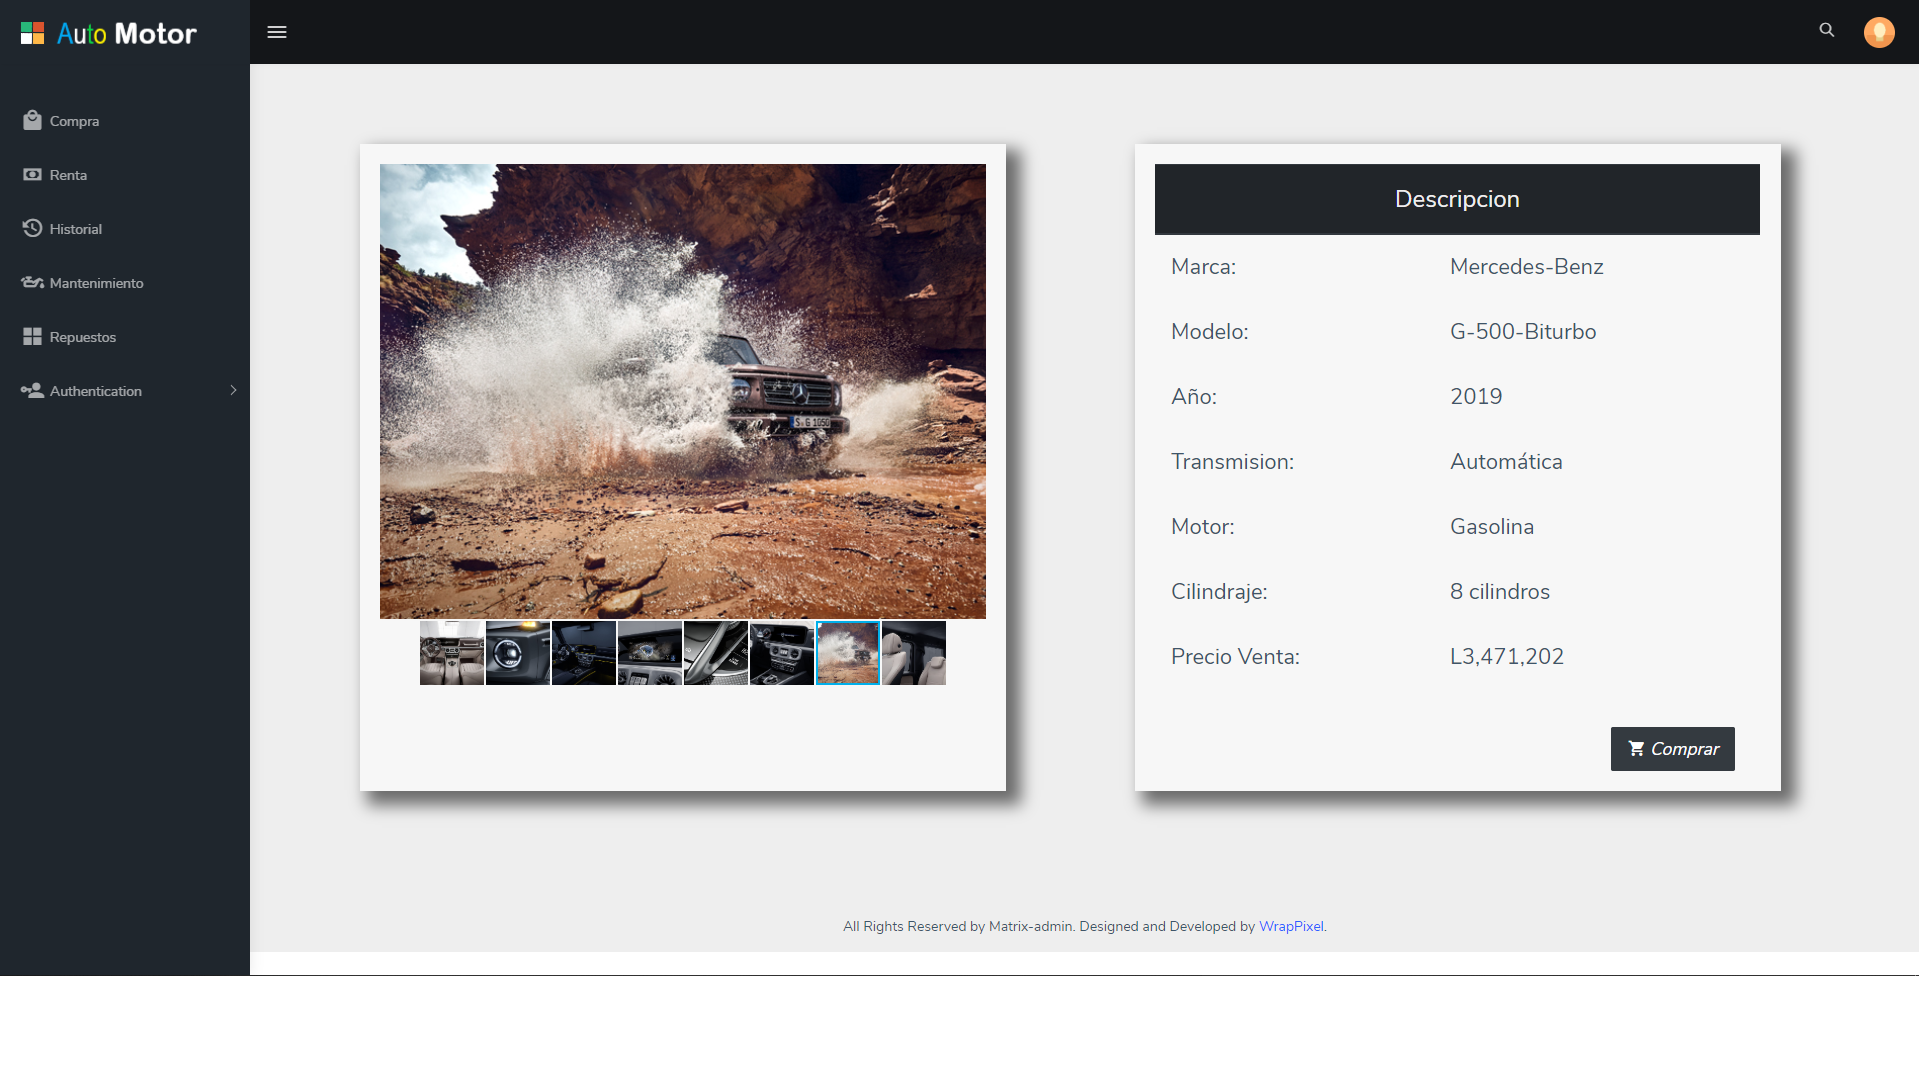 Auto Motor
Compra
Renta
Historial
Mantenimiento
Repuestos
Authentication
S·G 1050
Descripcion
Marca: Mercedes-Benz
Modelo: G-500-Biturbo
Año: 2019
Transmision: Automática
Motor: Gasolina
Cilindraje: 8 cilindros
Precio Venta: L3,471,202
Comprar
All Rights Reserved by Matrix-admin. Designed and Developed by WrapPixel.